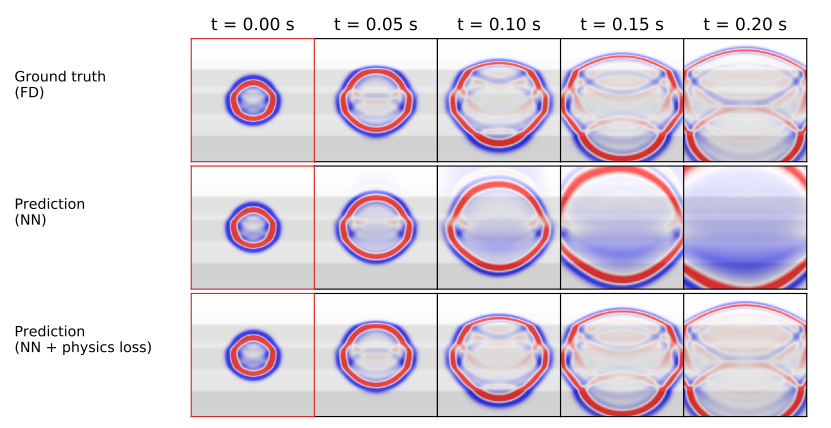 t = 0.00 s t = 0.05 s t = 0.10 s t = 0.15 s t = 0.20 s
Ground truth
(FD)
Prediction
(NN)
Prediction
(NN + physics loss)